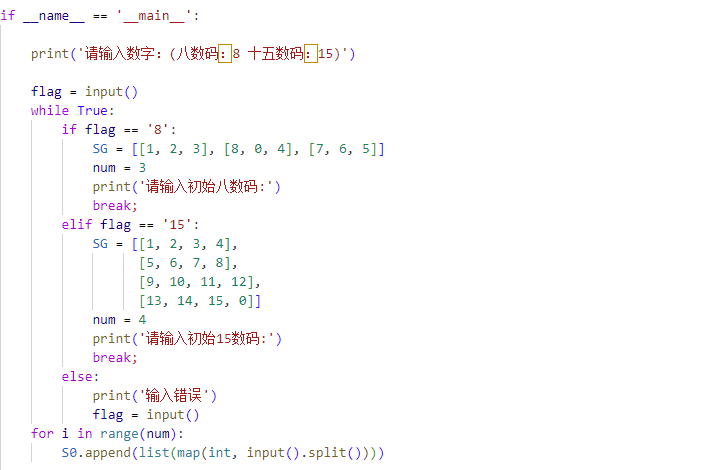 if __name__ == '__main__':
print('请输入数字：(八数码：8 十五数码：15)')
flag = input()
while True:
if flag == '8':
SG = [[1, 2, 3], [8, 0, 4], [7, 6, 5]]
num = 3
print('请输入初始八数码:')
break;
elif flag == '15':
SG = [[1, 2, 3, 4],
[5, 6, 7, 8],
[9, 10, 11, 12],
[13, 14, 15, 0]]
num = 4
print('请输入初始15数码:')
break;
else:
print('输入错误')
flag = input()
for i in range(num):
S0.append(list(map(int, input().split())))